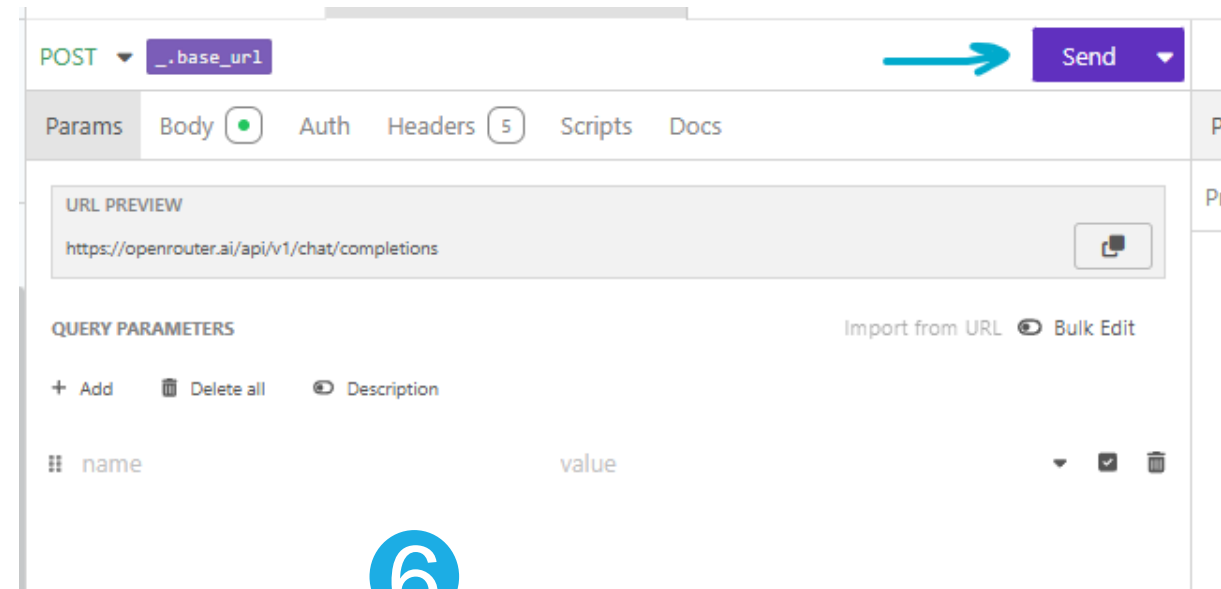 POST _.base_url Send
Params Body Auth Headers 5 Scripts Docs
URL PREVIEW
https://openrouter.ai/api/v1/chat/completions
QUERY PARAMETERS Import from URL Bulk Edit
+ Add Delete all Description
name value
6